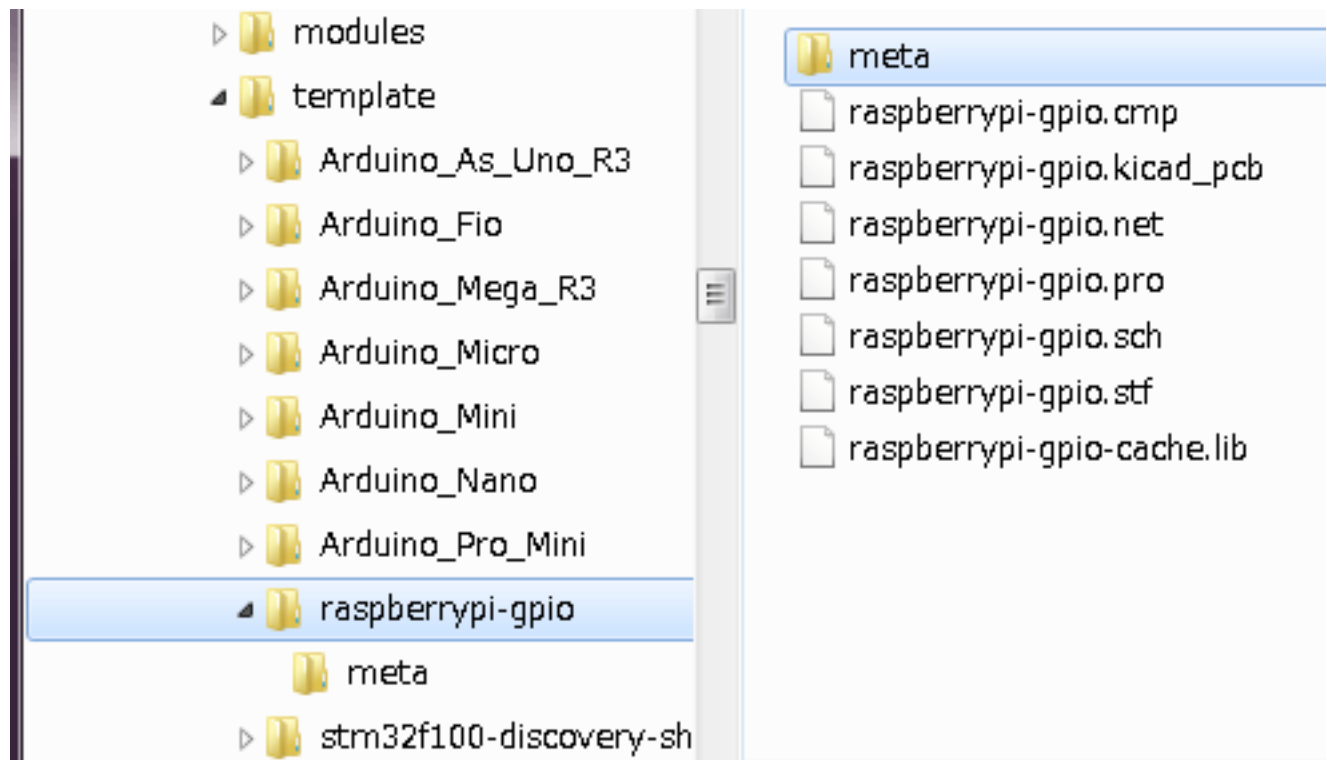 modules
template
Arduino_As_Uno_R3
Arduino_Fio
Arduino_Mega_R3
Arduino_Micro
Arduino_Mini
Arduino_Nano
Arduino_Pro_Mini
raspberrypi-gpio
meta
stm32f100-discovery-sh
meta
raspberrypi-gpio.cmp
raspberrypi-gpio.kicad_pcb
raspberrypi-gpio.net
raspberrypi-gpio.pro
raspberrypi-gpio.sch
raspberrypi-gpio.stf
raspberrypi-gpio-cache.lib